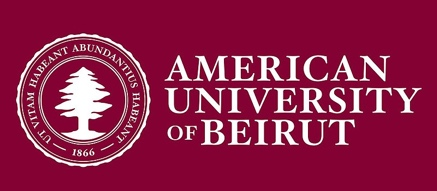 UT VITAM HABEANT ABUNDANTIUS HABEANT
1866
AMERICAN
UNIVERSITY
OF BEIRUT